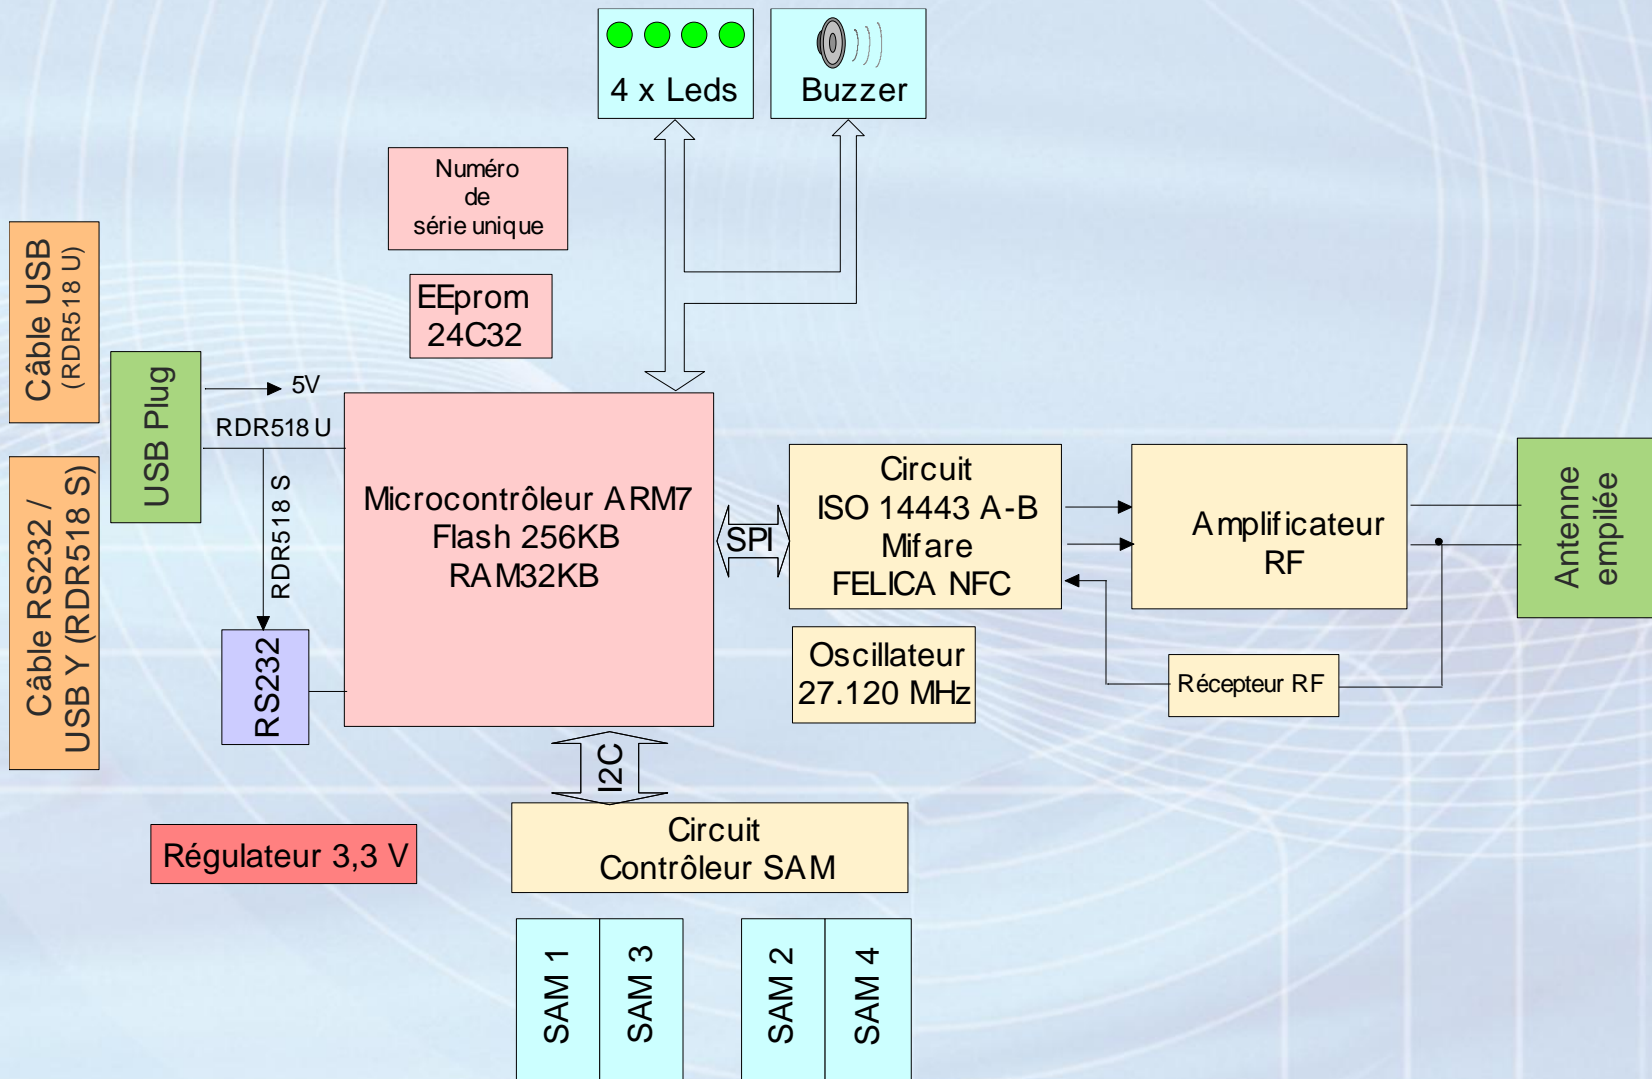 4 x Leds
Buzzer
Numéro
de
série unique
EEprom
24C32
Câble USB
(RDR518 U)
USB Plug
5V
RDR518 U
RDR518 S
Câble RS232 /
USB Y (RDR518 S)
RS232
Microcontrôleur ARM7
Flash 256KB
RAM32KB
SPI
Circuit
ISO 14443 A-B
Mifare
FELICA NFC
Amplificateur
RF
Antenne
empilée
Oscillateur
27.120 MHz
Récepteur RF
I2C
Régulateur 3,3 V
Circuit
Contrôleur SAM
SAM 1
SAM 3
SAM 2
SAM 4